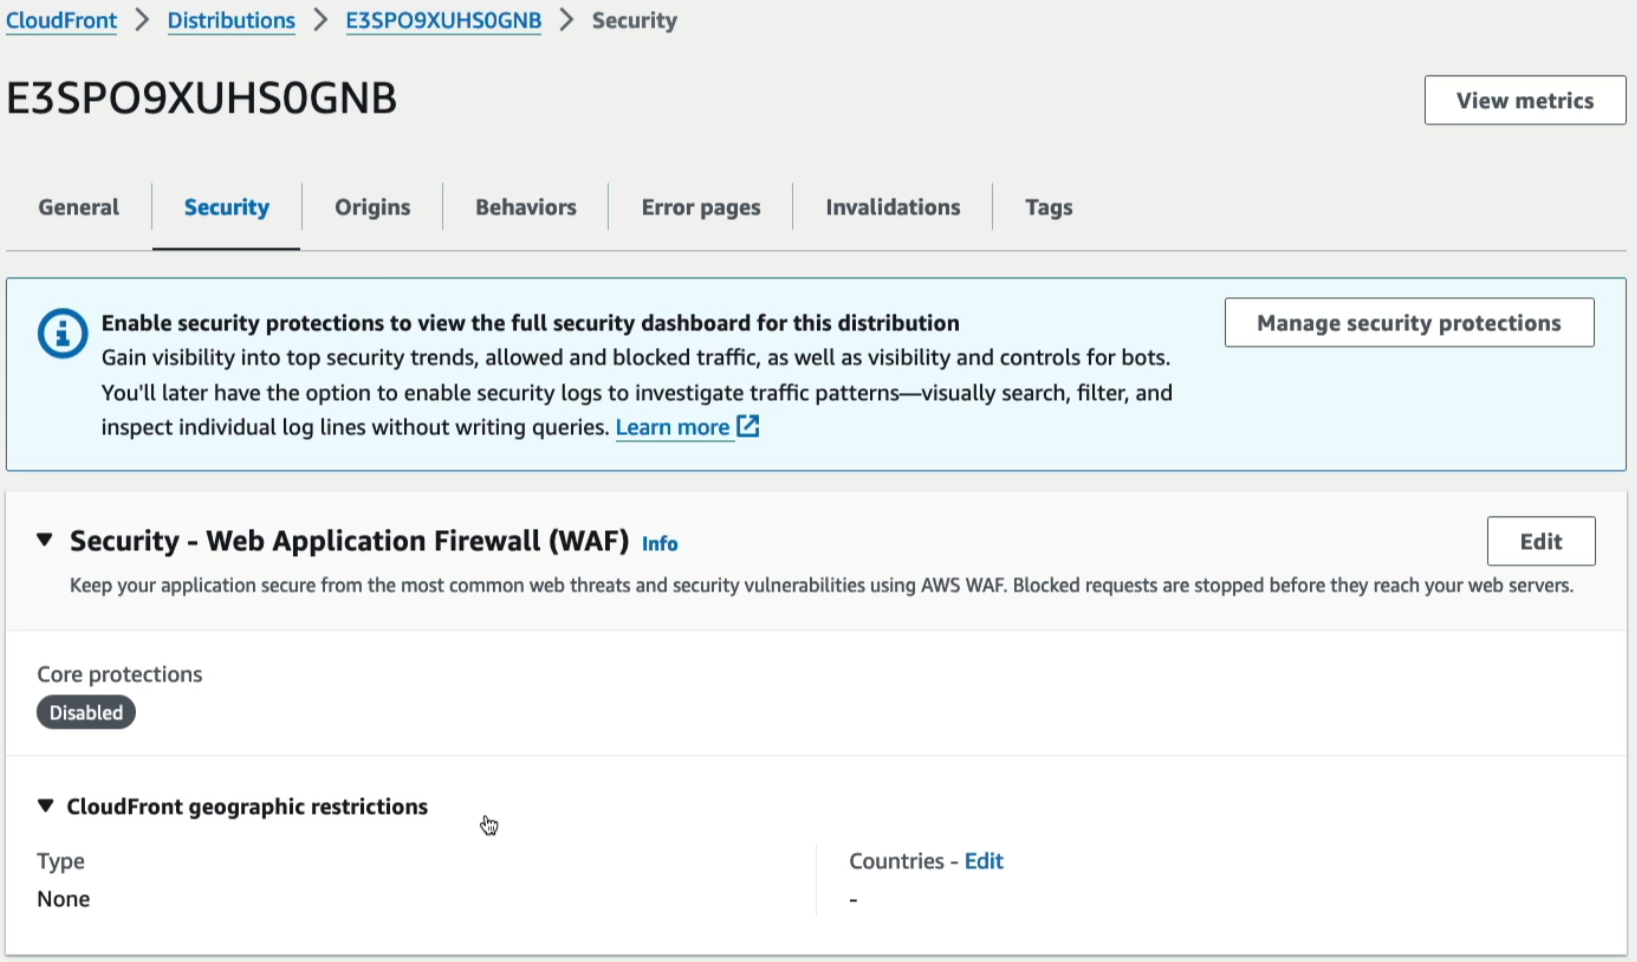 CloudFront > Distributions > E3SPO9XUHS0GNB > Security
E3SPO9XUHS0GNB
View metrics
General Security Origins Behaviors Error pages Invalidations Tags
Enable security protections to view the full security dashboard for this distribution
Manage security protections
Gain visibility into top security trends, allowed and blocked traffic, as well as visibility and controls for bots.
You'll later have the option to enable security logs to investigate traffic patterns—visually search, filter, and
inspect individual log lines without writing queries. Learn more
Security - Web Application Firewall (WAF) Info
Edit
Keep your application secure from the most common web threats and security vulnerabilities using AWS WAF. Blocked requests are stopped before they reach your web servers.
Core protections
Disabled
CloudFront geographic restrictions
Type
None
Countries - Edit
-